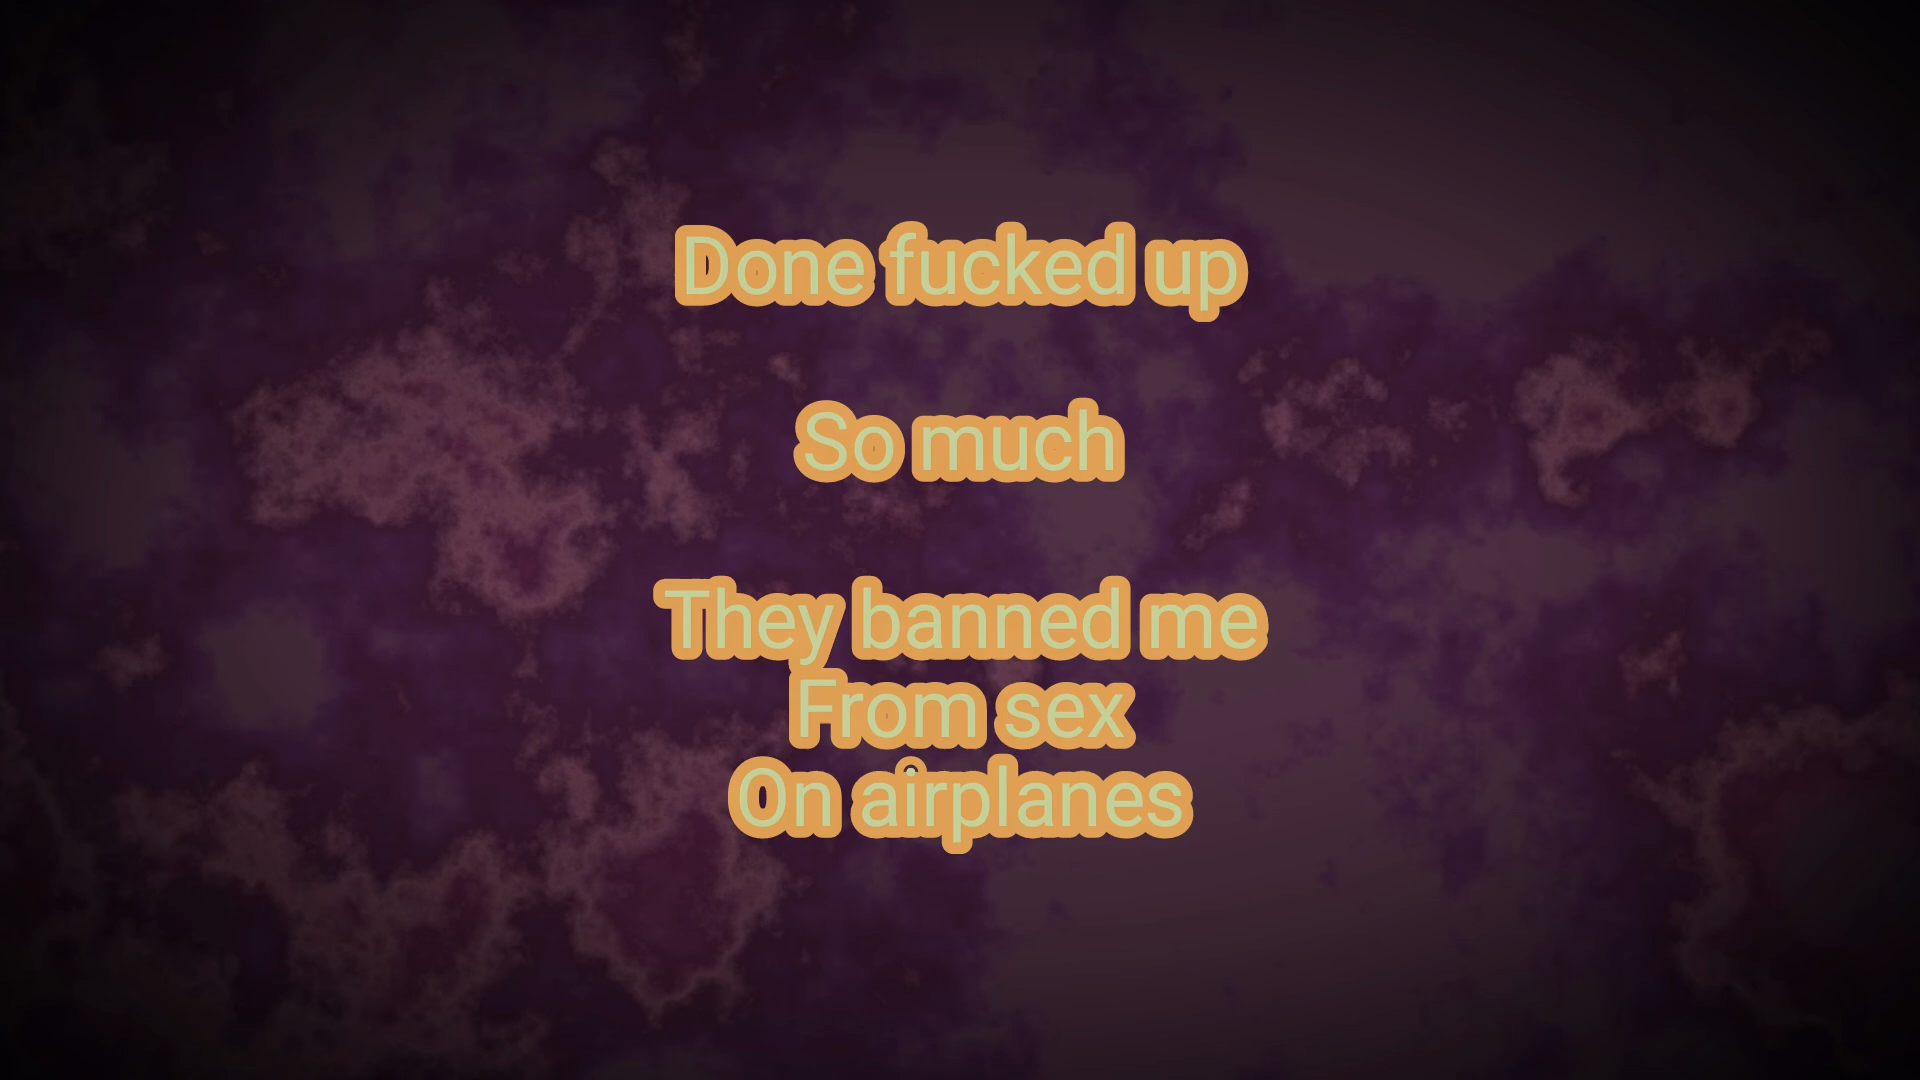 Done fucked up
So much
They banned me
From sex
On airplanes